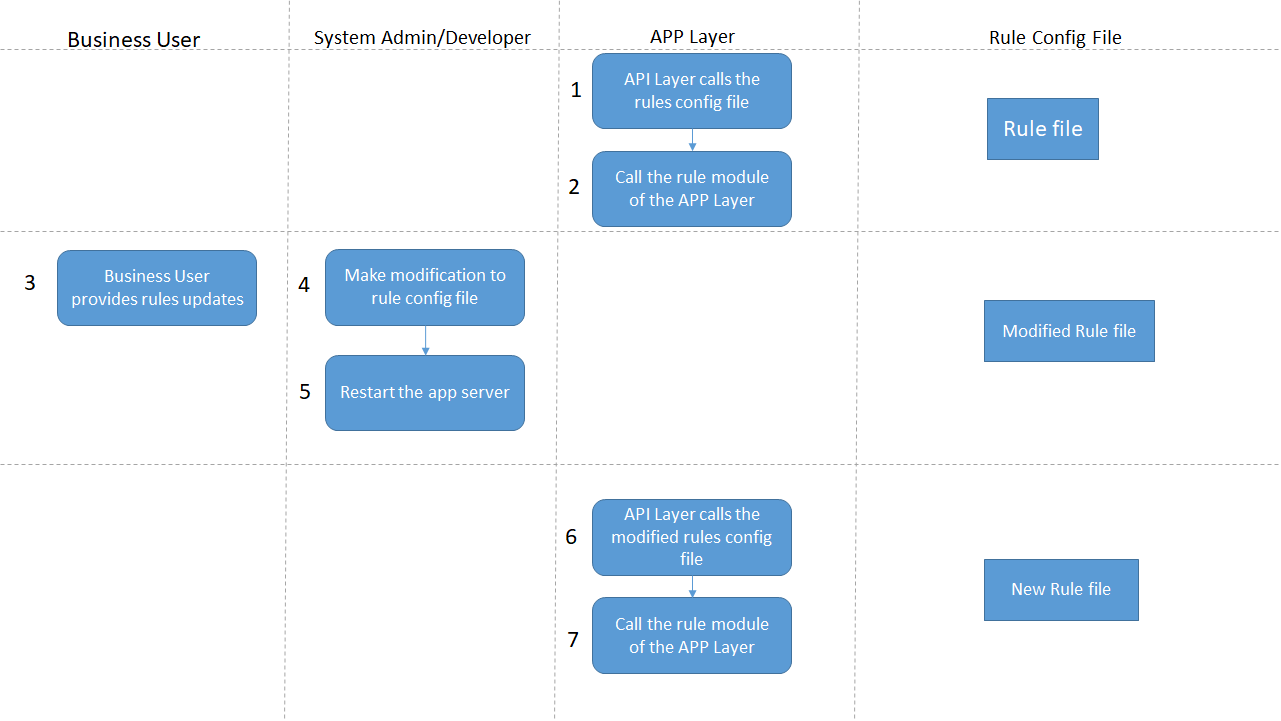 Business User
System Admin/Developer
APP Layer
Rule Config File
1
API Layer calls the
rules config file
Rule file
2
Call the rule module
of the APP Layer
3
Business User
provides rules updates
4
Make modification to
rule config file
Modified Rule file
5
Restart the app server
6
API Layer calls the
modified rules config
file
New Rule file
7
Call the rule module
of the APP Layer